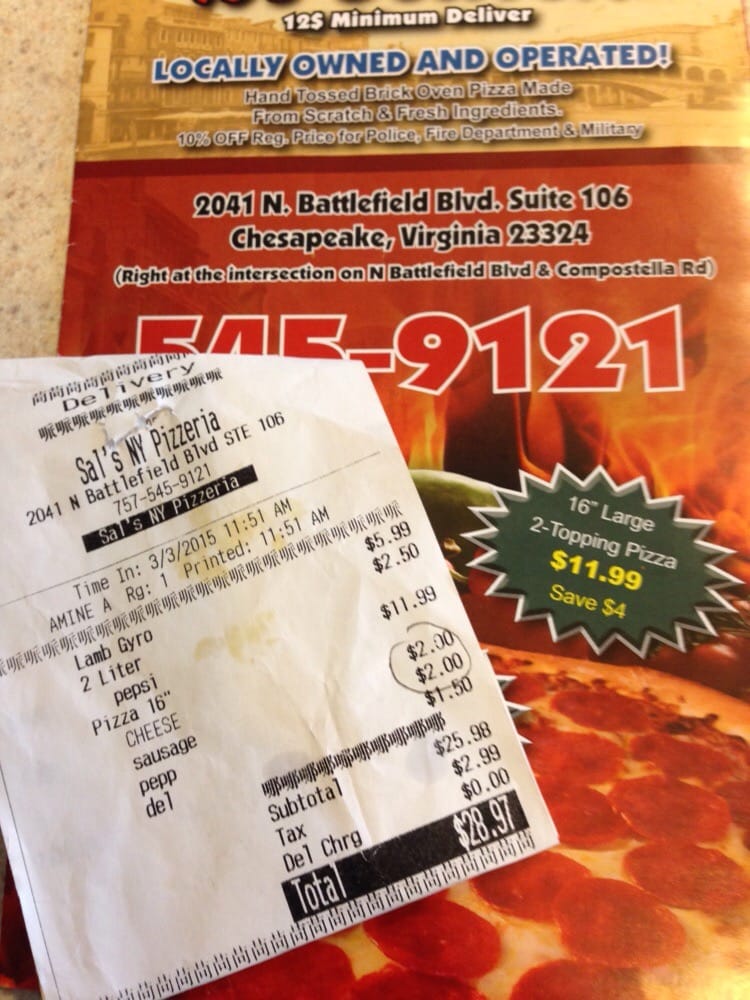 12$ Minimum Deliver
LOCALLY OWNED AND OPERATED!
Hand Tossed Brick Oven Pizza Made
From Scratch & Fresh Ingredients.
10% OFF Reg. Price for Police, Fire Department & Military
2041 N. Battlefield Blvd. Suite 106
Chesapeake, Virginia 23324
(Right at the intersection on N Battlefield Blvd & Compostella Rd)
545-9121
16" Large
2-Topping Pizza
$11.99
Save $4
Delivery
Sal's NY Pizzeria
2041 N Battlefield Blvd STE 106
757-545-9121
Sal's NY Pizzeria
Time In: 3/3/2015 11:51 AM
AMINE A Rg: 1 Printed: 11:51 AM
Lamb Gyro $5.99
2 Liter $2.50
pepsi
Pizza 16" $11.99
CHEESE
sausage $2.00
pepp $2.00
del $1.50
Subtotal $25.98
Tax $2.99
Del Chrg $0.00
Total $28.97